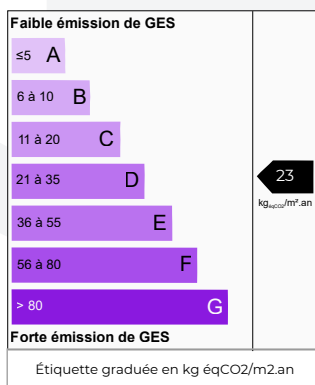 Faible émission de GES
≤5 A
6 à 10 B
11 à 20 C
21 à 35 D
23
kgéqCO2/m².an
36 à 55 E
56 à 80 F
> 80 G
Forte émission de GES
Étiquette graduée en kg éqCO2/m2.an